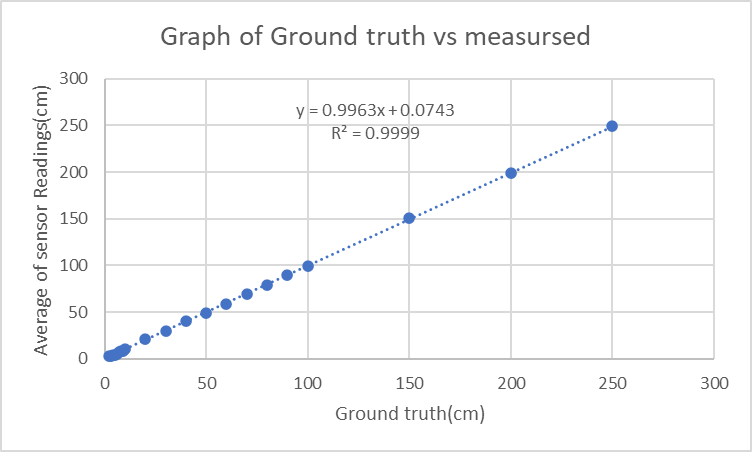 Graph of Ground truth vs measursed
300
250
200
150
100
50
0
Average of sensor Readings(cm)
y = 0.9963x + 0.0743
R² = 0.9999
0 50 100 150 200 250 300
Ground truth(cm)